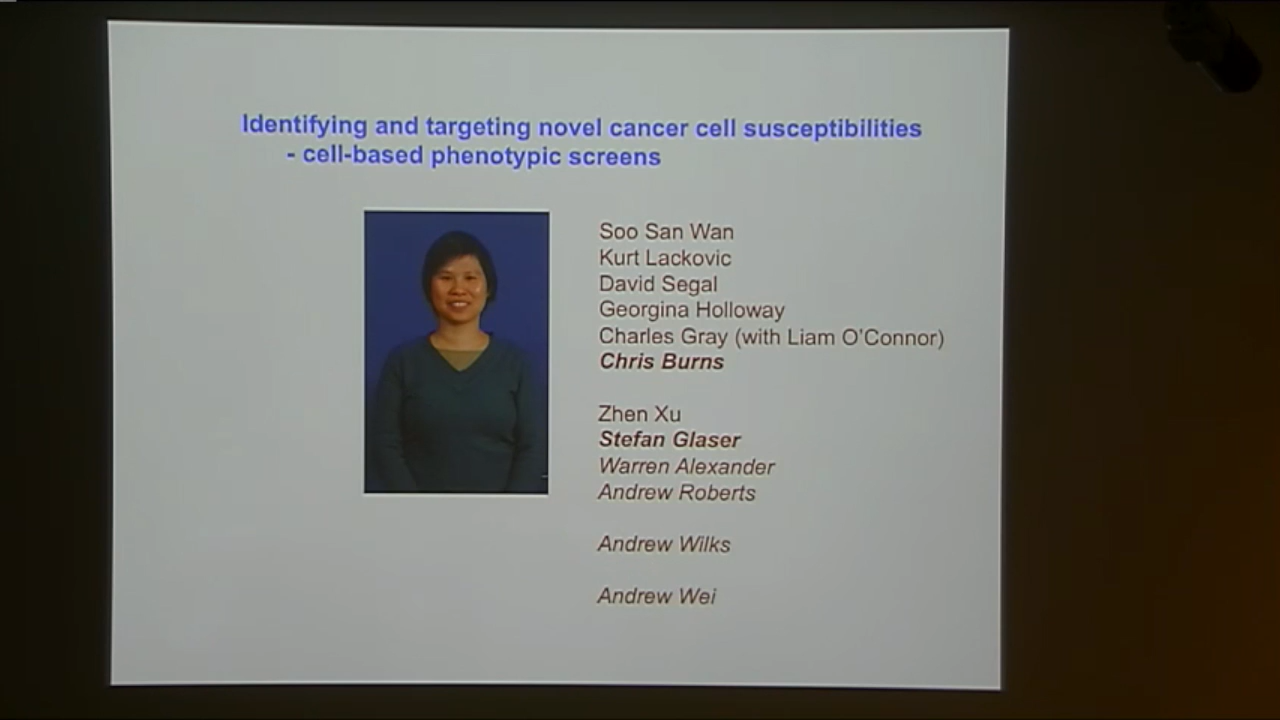 Identifying and targeting novel cancer cell susceptibilities
- cell-based phenotypic screens
Soo San Wan
Kurt Lackovic
David Segal
Georgina Holloway
Charles Gray (with Liam O'Connor)
Chris Burns
Zhen Xu
Stefan Glaser
Warren Alexander
Andrew Roberts
Andrew Wilks
Andrew Wei